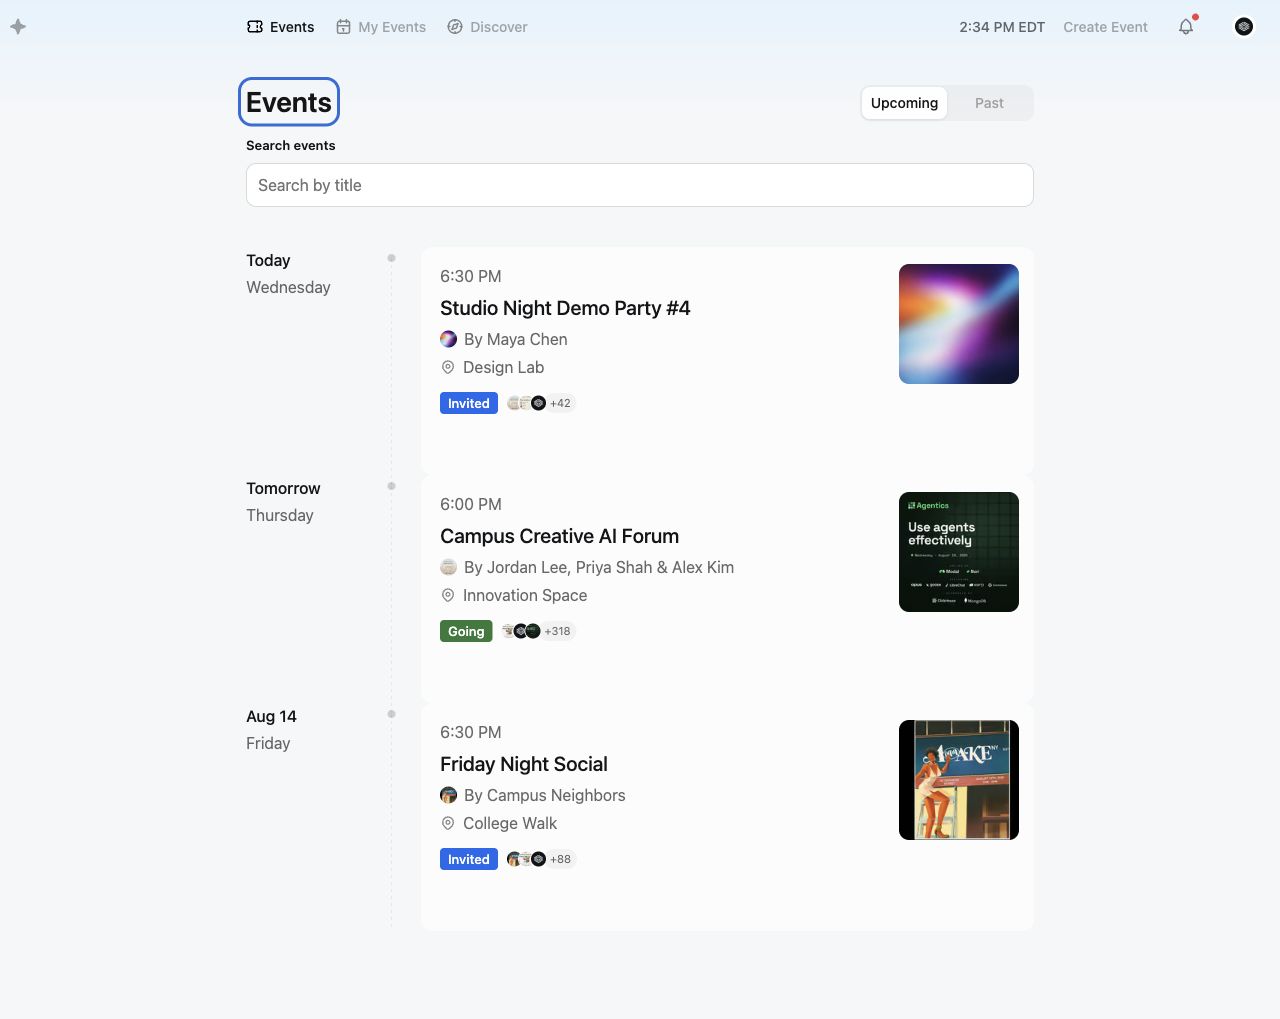 Events
My Events
Discover
2:34 PM EDT
Create Event
Events
Upcoming
Past
Search events
Search by title
Today
Wednesday
6:30 PM
Studio Night Demo Party #4
By Maya Chen
Design Lab
Invited
+42
Tomorrow
Thursday
6:00 PM
Campus Creative AI Forum
By Jordan Lee, Priya Shah & Alex Kim
Innovation Space
Going
+318
Agentics
Use agents
effectively
Aug 14
Friday
6:30 PM
Friday Night Social
By Campus Neighbors
College Walk
Invited
+88